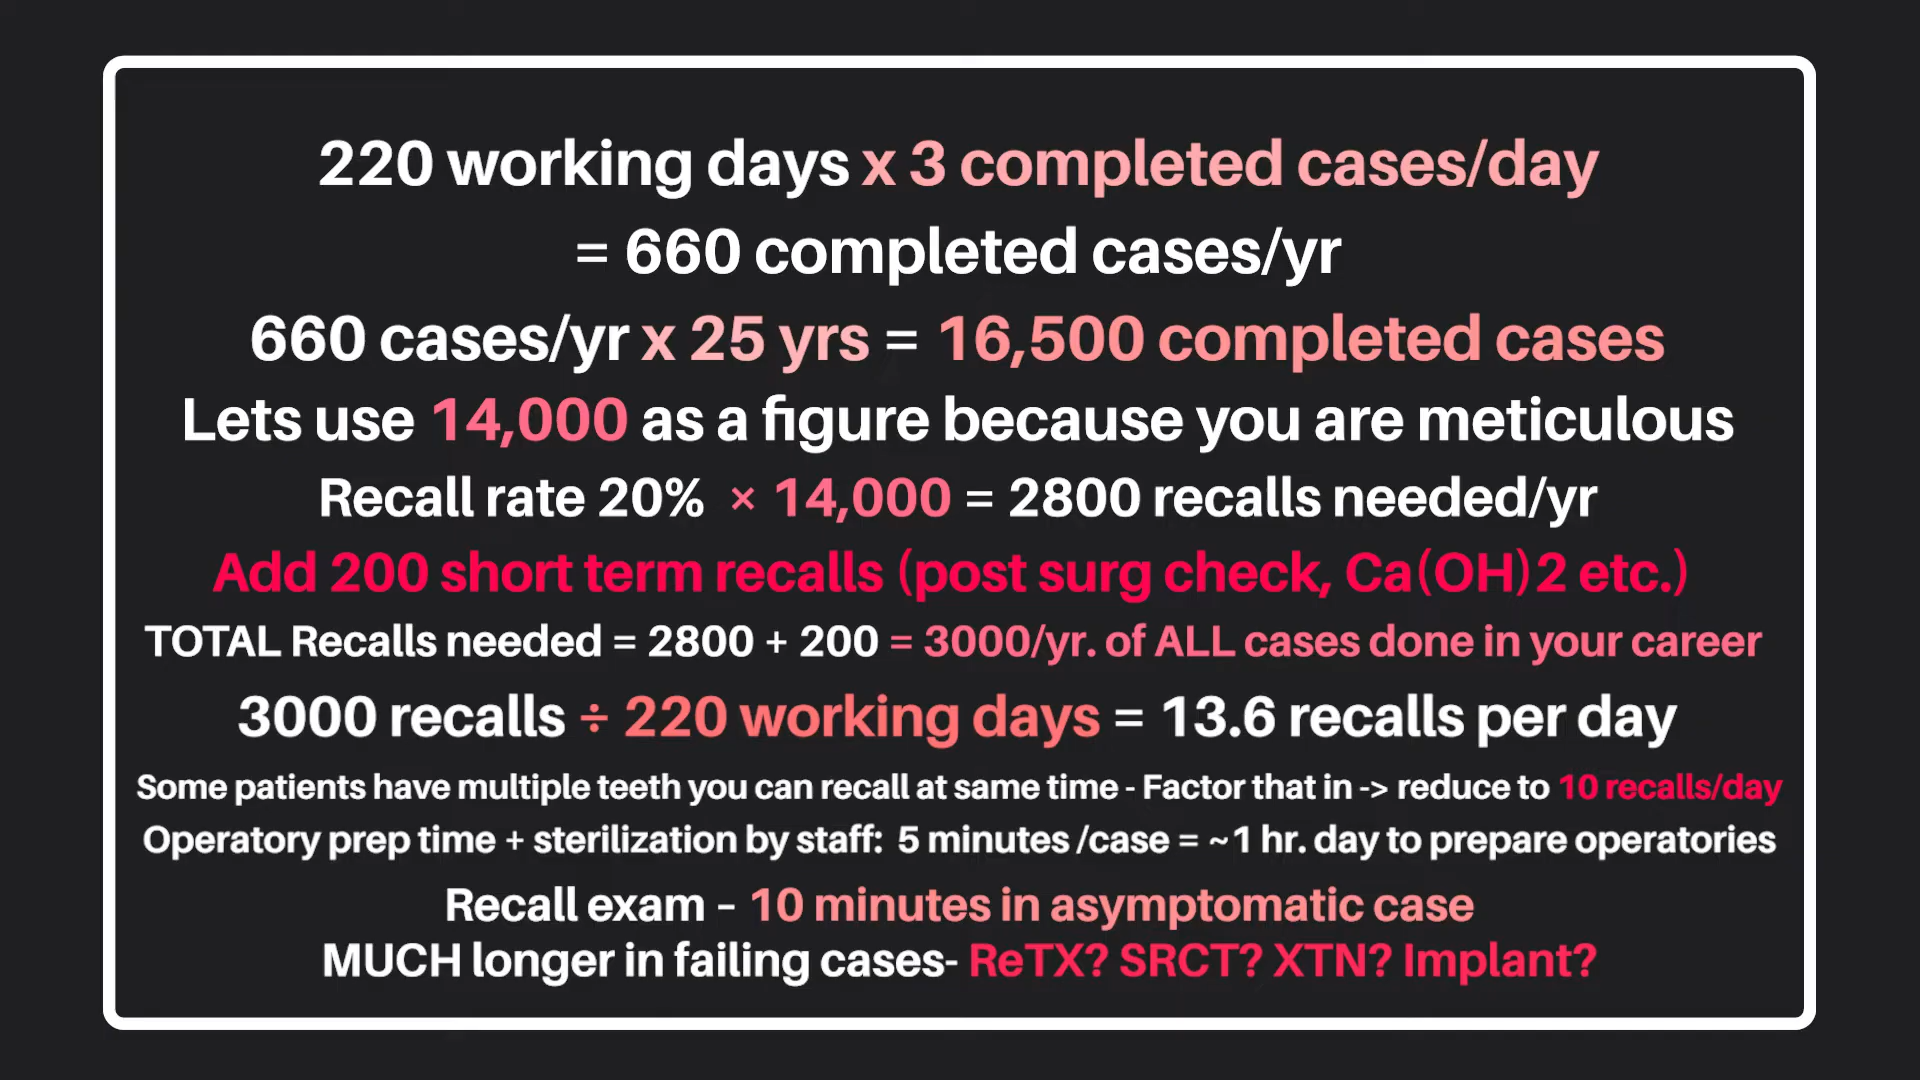 220 working days x 3 completed cases/day
= 660 completed cases/yr
660 cases/yr x 25 yrs = 16,500 completed cases
Lets use 14,000 as a figure because you are meticulous
Recall rate 20% × 14,000 = 2800 recalls needed/yr
Add 200 short term recalls (post surg check, Ca(OH)2 etc.)
TOTAL Recalls needed = 2800 + 200 = 3000/yr. of ALL cases done in your career
3000 recalls ÷ 220 working days = 13.6 recalls per day
Some patients have multiple teeth you can recall at same time - Factor that in -> reduce to 10 recalls/day
Operatory prep time + sterilization by staff: 5 minutes /case = ~1 hr. day to prepare operatories
Recall exam – 10 minutes in asymptomatic case
MUCH longer in failing cases- ReTX? SRCT? XTN? Implant?